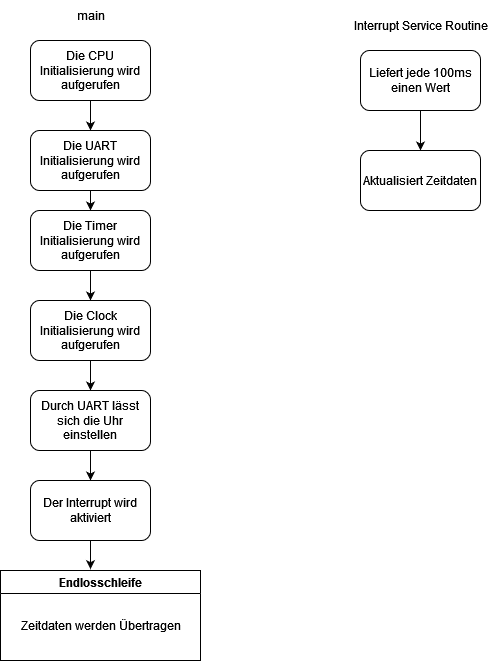 main
Die CPU
Initialisierung wird
aufgerufen
Die UART
Initialisierung wird
aufgerufen
Die Timer
Initialisierung wird
aufgerufen
Die Clock
Initialisierung wird
aufgerufen
Durch UART lässt
sich die Uhr
einstellen
Der Interrupt wird
aktiviert
Endlosschleife
Zeitdaten werden Übertragen
Interrupt Service Routine
Liefert jede 100ms
einen Wert
Aktualisiert Zeitdaten